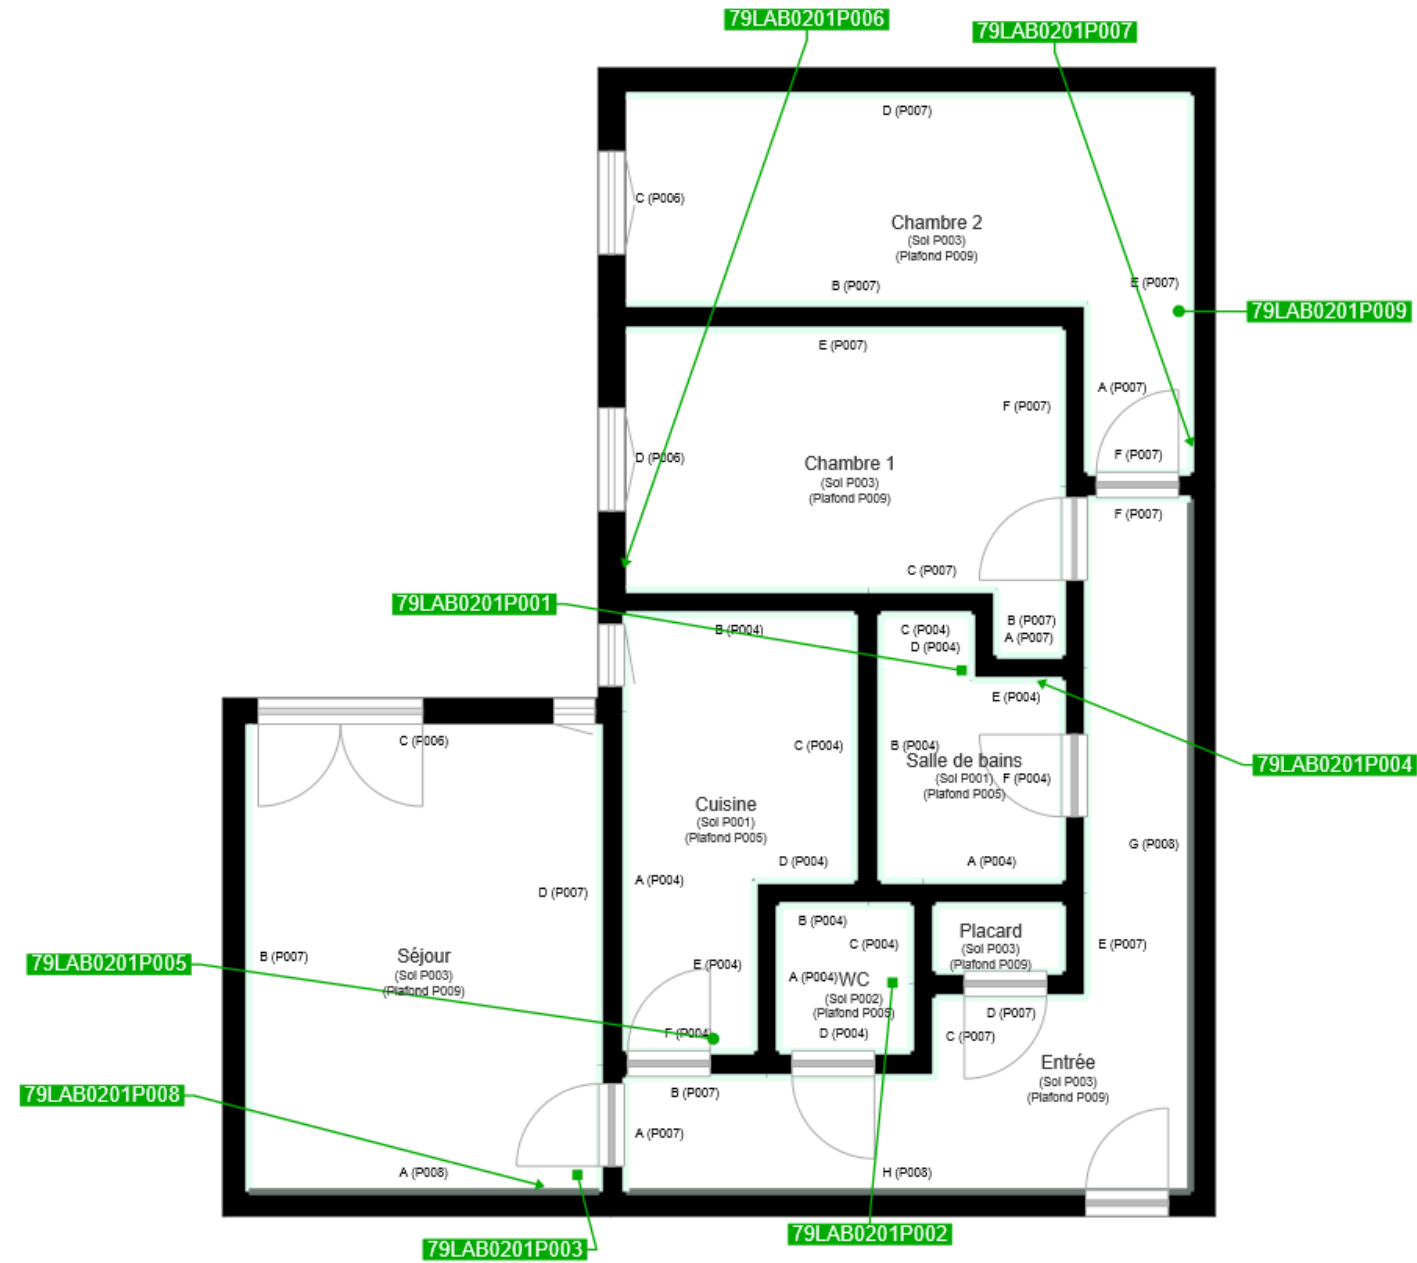 79LAB0201P006
79LAB0201P007
D (P007)
C (P006)
Chambre 2
(Sol P003)
(Plafond P009)
E (P007)
B (P007)
79LAB0201P009
E (P007)
A (P007)
F (P007)
D (P006)
Chambre 1
(Sol P003)
(Plafond P009)
F (P007)
F (P007)
C (P007)
79LAB0201P001
B (P004)
C (P004)
D (P004)
B (P007)
A (P007)
E (P004)
C (P006)
C (P004)
B (P004)
Salle de bains
(Sol P001)
(Plafond P005)
F (P004)
79LAB0201P004
Cuisine
(Sol P001)
(Plafond P005)
G (P008)
D (P004)
A (P004)
A (P004)
D (P007)
B (P004)
C (P004)
Placard
(Sol P003)
(Plafond P009)
E (P007)
B (P007)
Séjour
(Sol P003)
(Plafond P009)
79LAB0201P005
E (P004)
A (P004)
WC
(Sol P002)
(Plafond P005)
F (P004)
D (P004)
D (P007)
C (P007)
Entrée
(Sol P003)
(Plafond P009)
79LAB0201P008
B (P007)
A (P007)
A (P008)
H (P008)
79LAB0201P002
79LAB0201P003